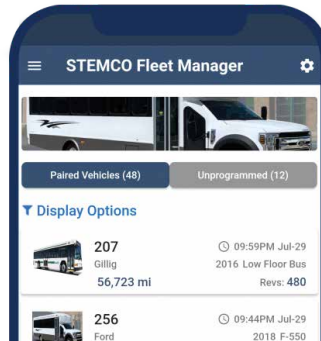 STEMCO Fleet Manager
Paired Vehicles (48) Unprogrammed (12)
Display Options
207 09:59PM Jul-29
Gillig 2016 Low Floor Bus
56,723 mi Revs: 480
256 09:44PM Jul-29
Ford 2018 F-550